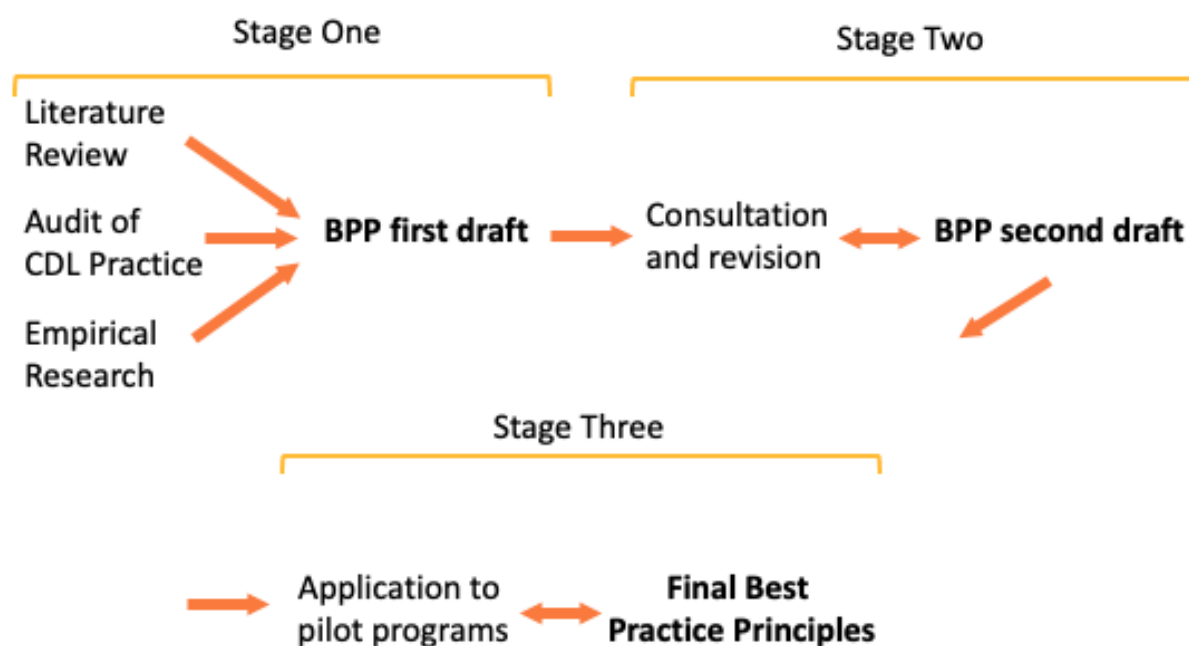 Stage One
Stage Two
Literature
Review
Audit of
CDL Practice
Empirical
Research
BPP first draft
Consultation
and revision
BPP second draft
Stage Three
Application to
pilot programs
Final Best
Practice Principles